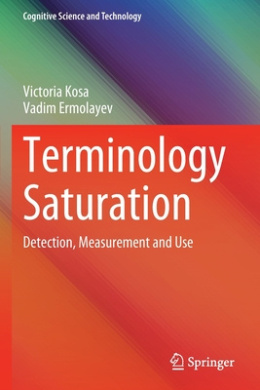 Cognitive Science and Technology
Victoria Kosa
Vadim Ermolayev
Terminology
Saturation
Detection, Measurement and Use
Springer